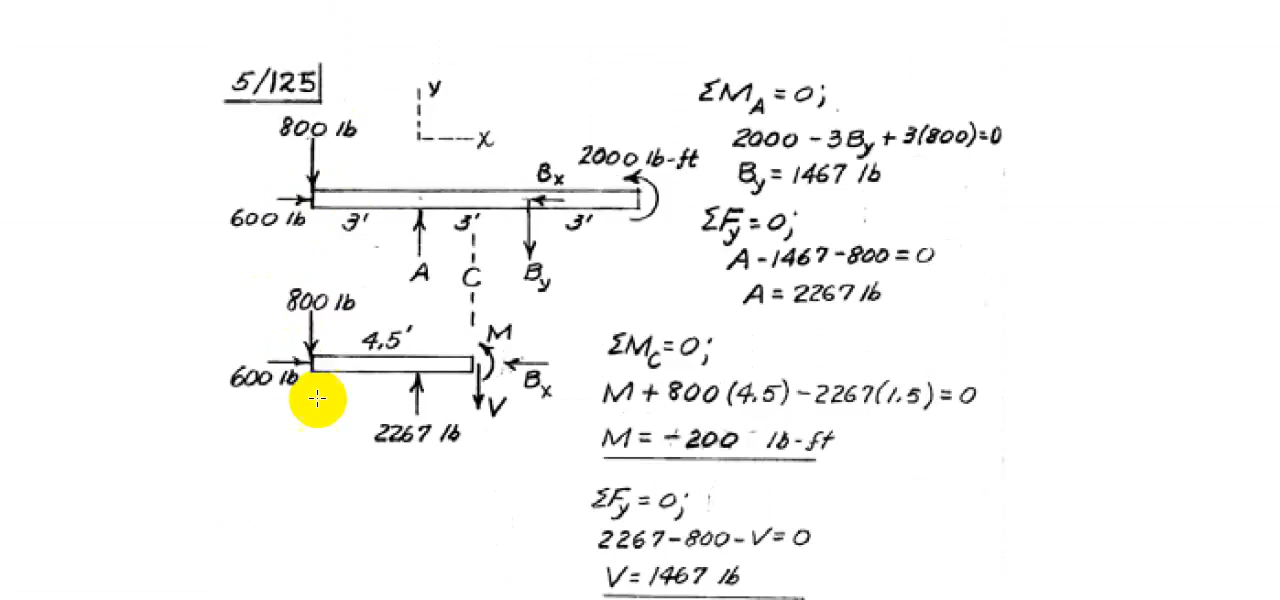 5/125
y
x
800 lb
600 lb
3'
3'
3'
Bx
2000 lb-ft
A
C
By
ΣMA = 0;
2000 - 3By + 3(800)=0
By = 1467 lb
ΣFy = 0;
A - 1467 - 800 = 0
A = 2267 lb
800 lb
4.5'
M
600 lb
Bx
V
2267 lb
ΣMC = 0;
M + 800 (4.5) - 2267(1.5) = 0
M = -200 lb-ft
ΣFy = 0;
2267-800-V=0
V = 1467 lb